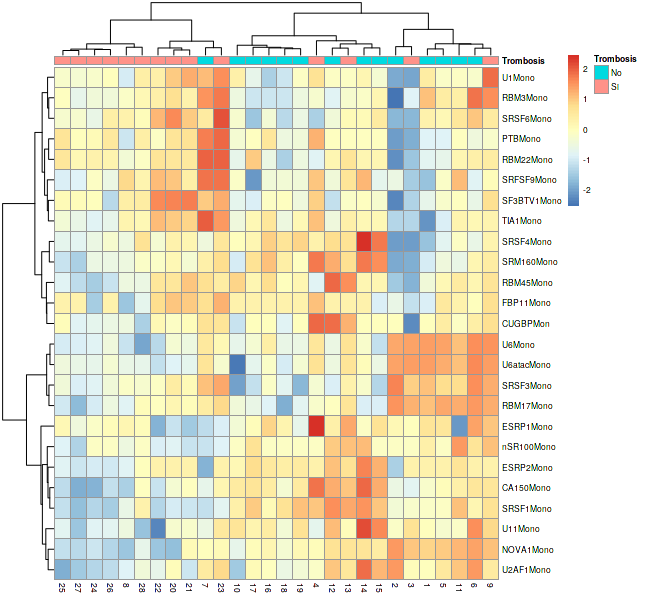 Trombosis
Trombosis
No
SI
2
1
0
-1
-2
U1Mono
RBM3Mono
SRSF6Mono
PTBMono
RBM22Mono
SRFSF9Mono
SF3BTV1Mono
TIA1Mono
SRSF4Mono
SRM160Mono
RBM45Mono
FBP11Mono
CUGBPMon
U6Mono
U6atacMono
SRSF3Mono
RBM17Mono
ESRP1Mono
nSR100Mono
ESRP2Mono
CA150Mono
SRSF1Mono
U11Mono
NOVA1Mono
U2AF1Mono
25 27 24 26 8 28 22 20 21 7 23 10 17 16 18 19 4 12 13 14 15 2 3 1 5 11 6 9